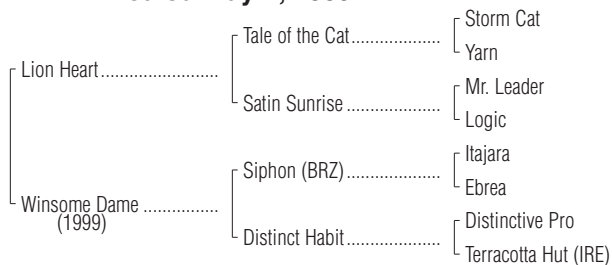 Storm Cat
Tale of the Cat....................
Yarn
Lion Heart..........................
Mr. Leader
Satin Sunrise .....................
Logic
Itajara
Siphon (BRZ).....................
Ebrea
Winsome Dame .................
(1999)
Distinctive Pro
Distinct Habit.....................
Terracotta Hut (IRE)